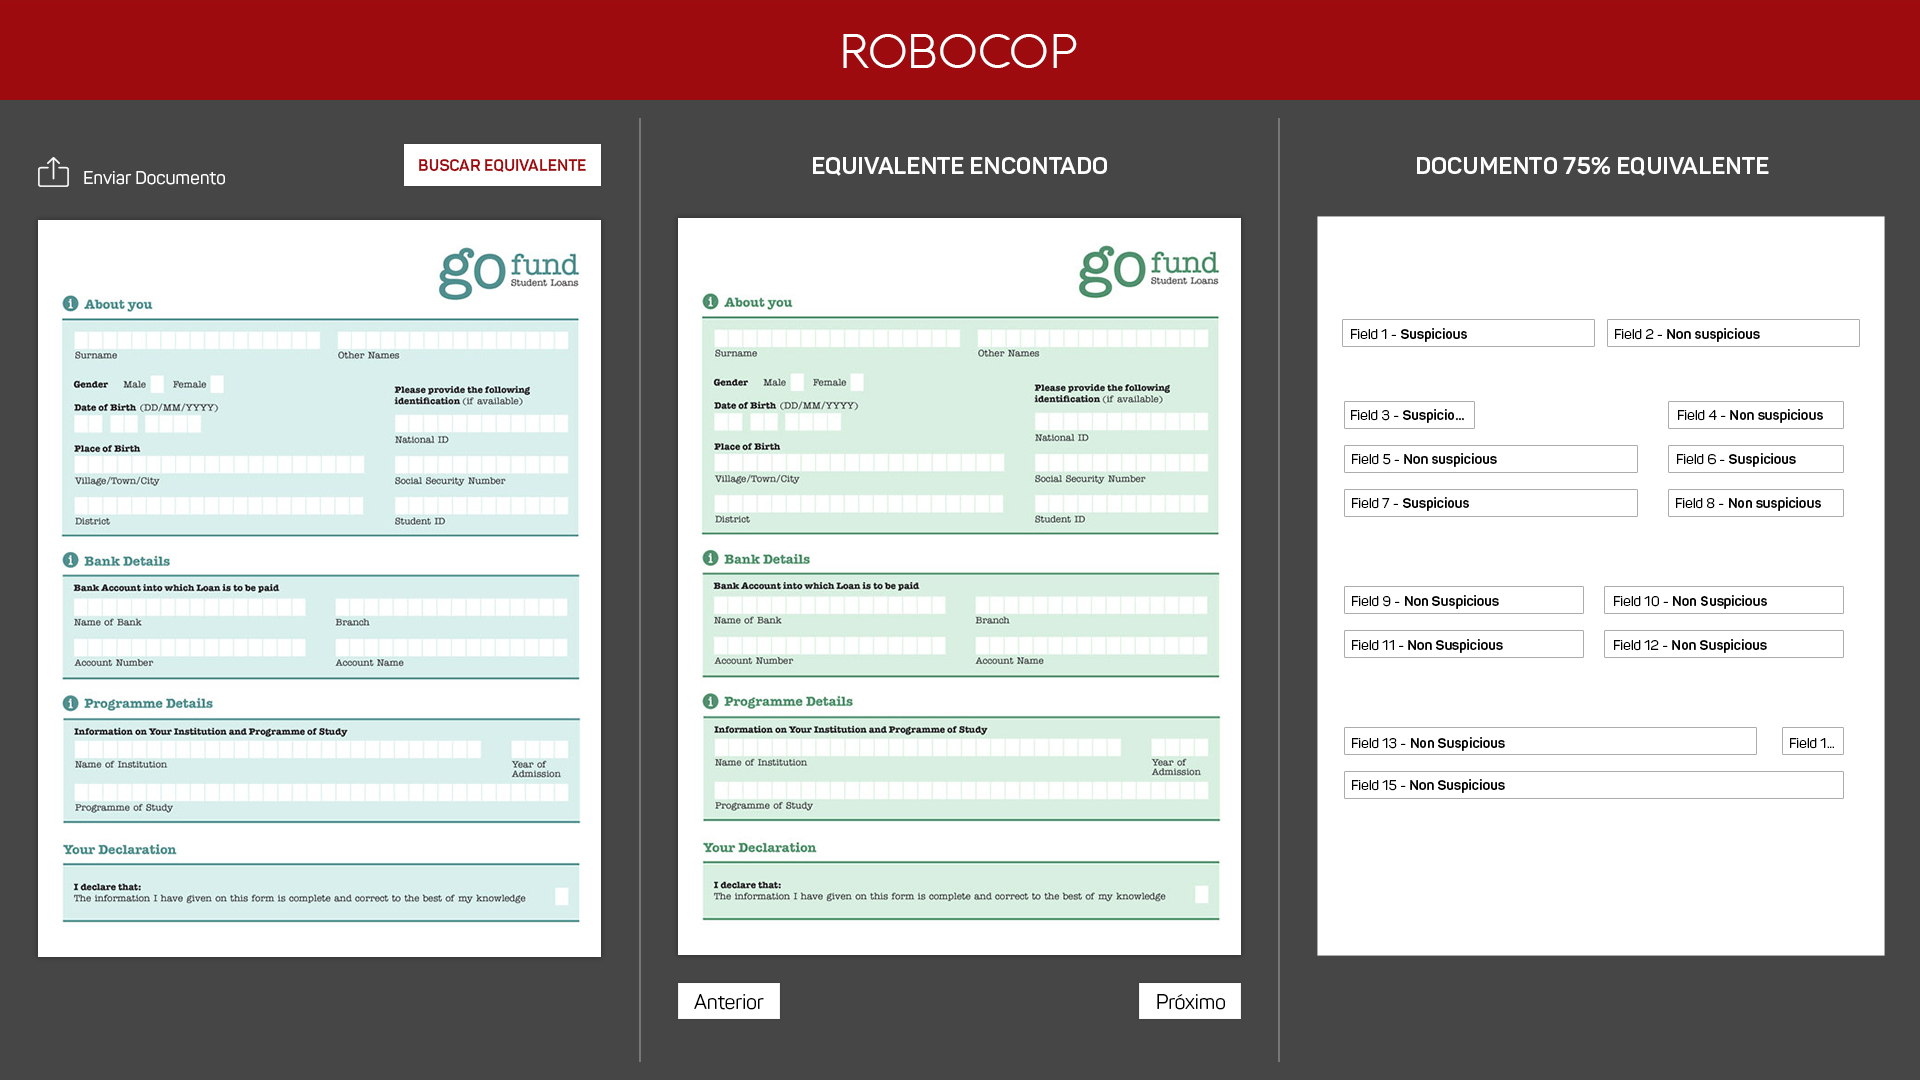 ROBOCOP
Enviar Documento
BUSCAR EQUIVALENTE
go fund
Student Loans
i About you
Surname
Other Names
Gender Male Female
Please provide the following
identification (if available)
Date of Birth (DD/MM/YYYY)
National ID
Place of Birth
Village/Town/City
Social Security Number
District
Student ID
i Bank Details
Bank Account into which Loan is to be paid
Name of Bank
Branch
Account Number
Account Name
i Programme Details
Information on Your Institution and Programme of Study
Name of Institution
Year of
Admission
Programme of Study
Your Declaration
I declare that:
The information I have given on this form is complete and correct to the best of my knowledge
EQUIVALENTE ENCONTADO
go fund
Student Loans
i About you
Surname
Other Names
Gender Male Female
Please provide the following
identification (if available)
Date of Birth (DD/MM/YYYY)
National ID
Place of Birth
Village/Town/City
Social Security Number
District
Student ID
i Bank Details
Bank Account into which Loan is to be paid
Name of Bank
Branch
Account Number
Account Name
i Programme Details
Information on Your Institution and Programme of Study
Name of Institution
Year of
Admission
Programme of Study
Your Declaration
I declare that:
The information I have given on this form is complete and correct to the best of my knowledge
Anterior
Próximo
DOCUMENTO 75% EQUIVALENTE
Field 1 - Suspicious
Field 2 - Non suspicious
Field 3 - Suspicio...
Field 4 - Non suspicious
Field 5 - Non suspicious
Field 6 - Suspicious
Field 7 - Suspicious
Field 8 - Non suspicious
Field 9 - Non Suspicious
Field 10 - Non Suspicious
Field 11 - Non Suspicious
Field 12 - Non Suspicious
Field 13 - Non Suspicious
Field 1...
Field 15 - Non Suspicious